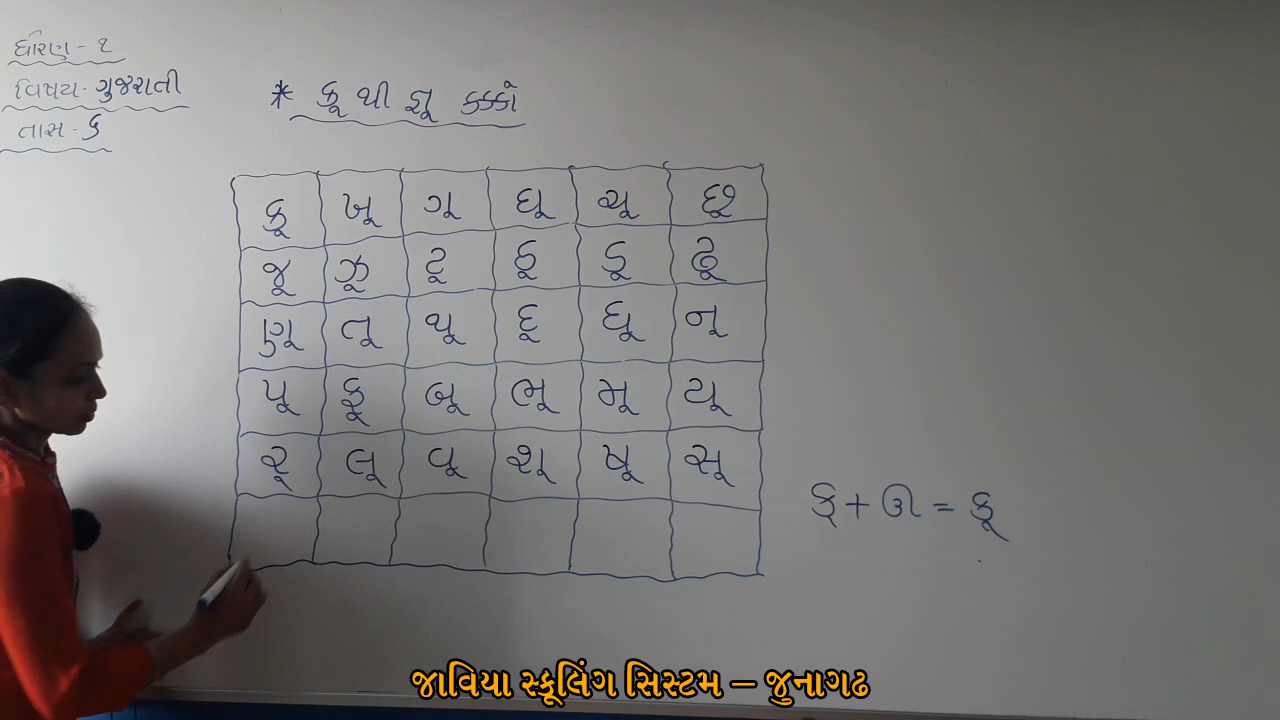 ધોરણ - ૧
વિષય - ગુજરાતી
તાસ - ૬
* કૂ થી જ્ઞૂ કક્કો
કૂ ખૂ ગૂ ઘૂ ચૂ છૂ
જૂ ઝૂ ટૂ ઠૂ ડૂ ઢૂ
ણૂ તૂ થૂ દૂ ધૂ નૂ
પૂ ફૂ બૂ ભૂ મૂ યૂ
રૂ લૂ વૂ શૂ ષૂ સૂ
ક્ + ઊ = કૂ
જાવિયા સ્કૂલિંગ સિસ્ટમ – જુનાગઢ